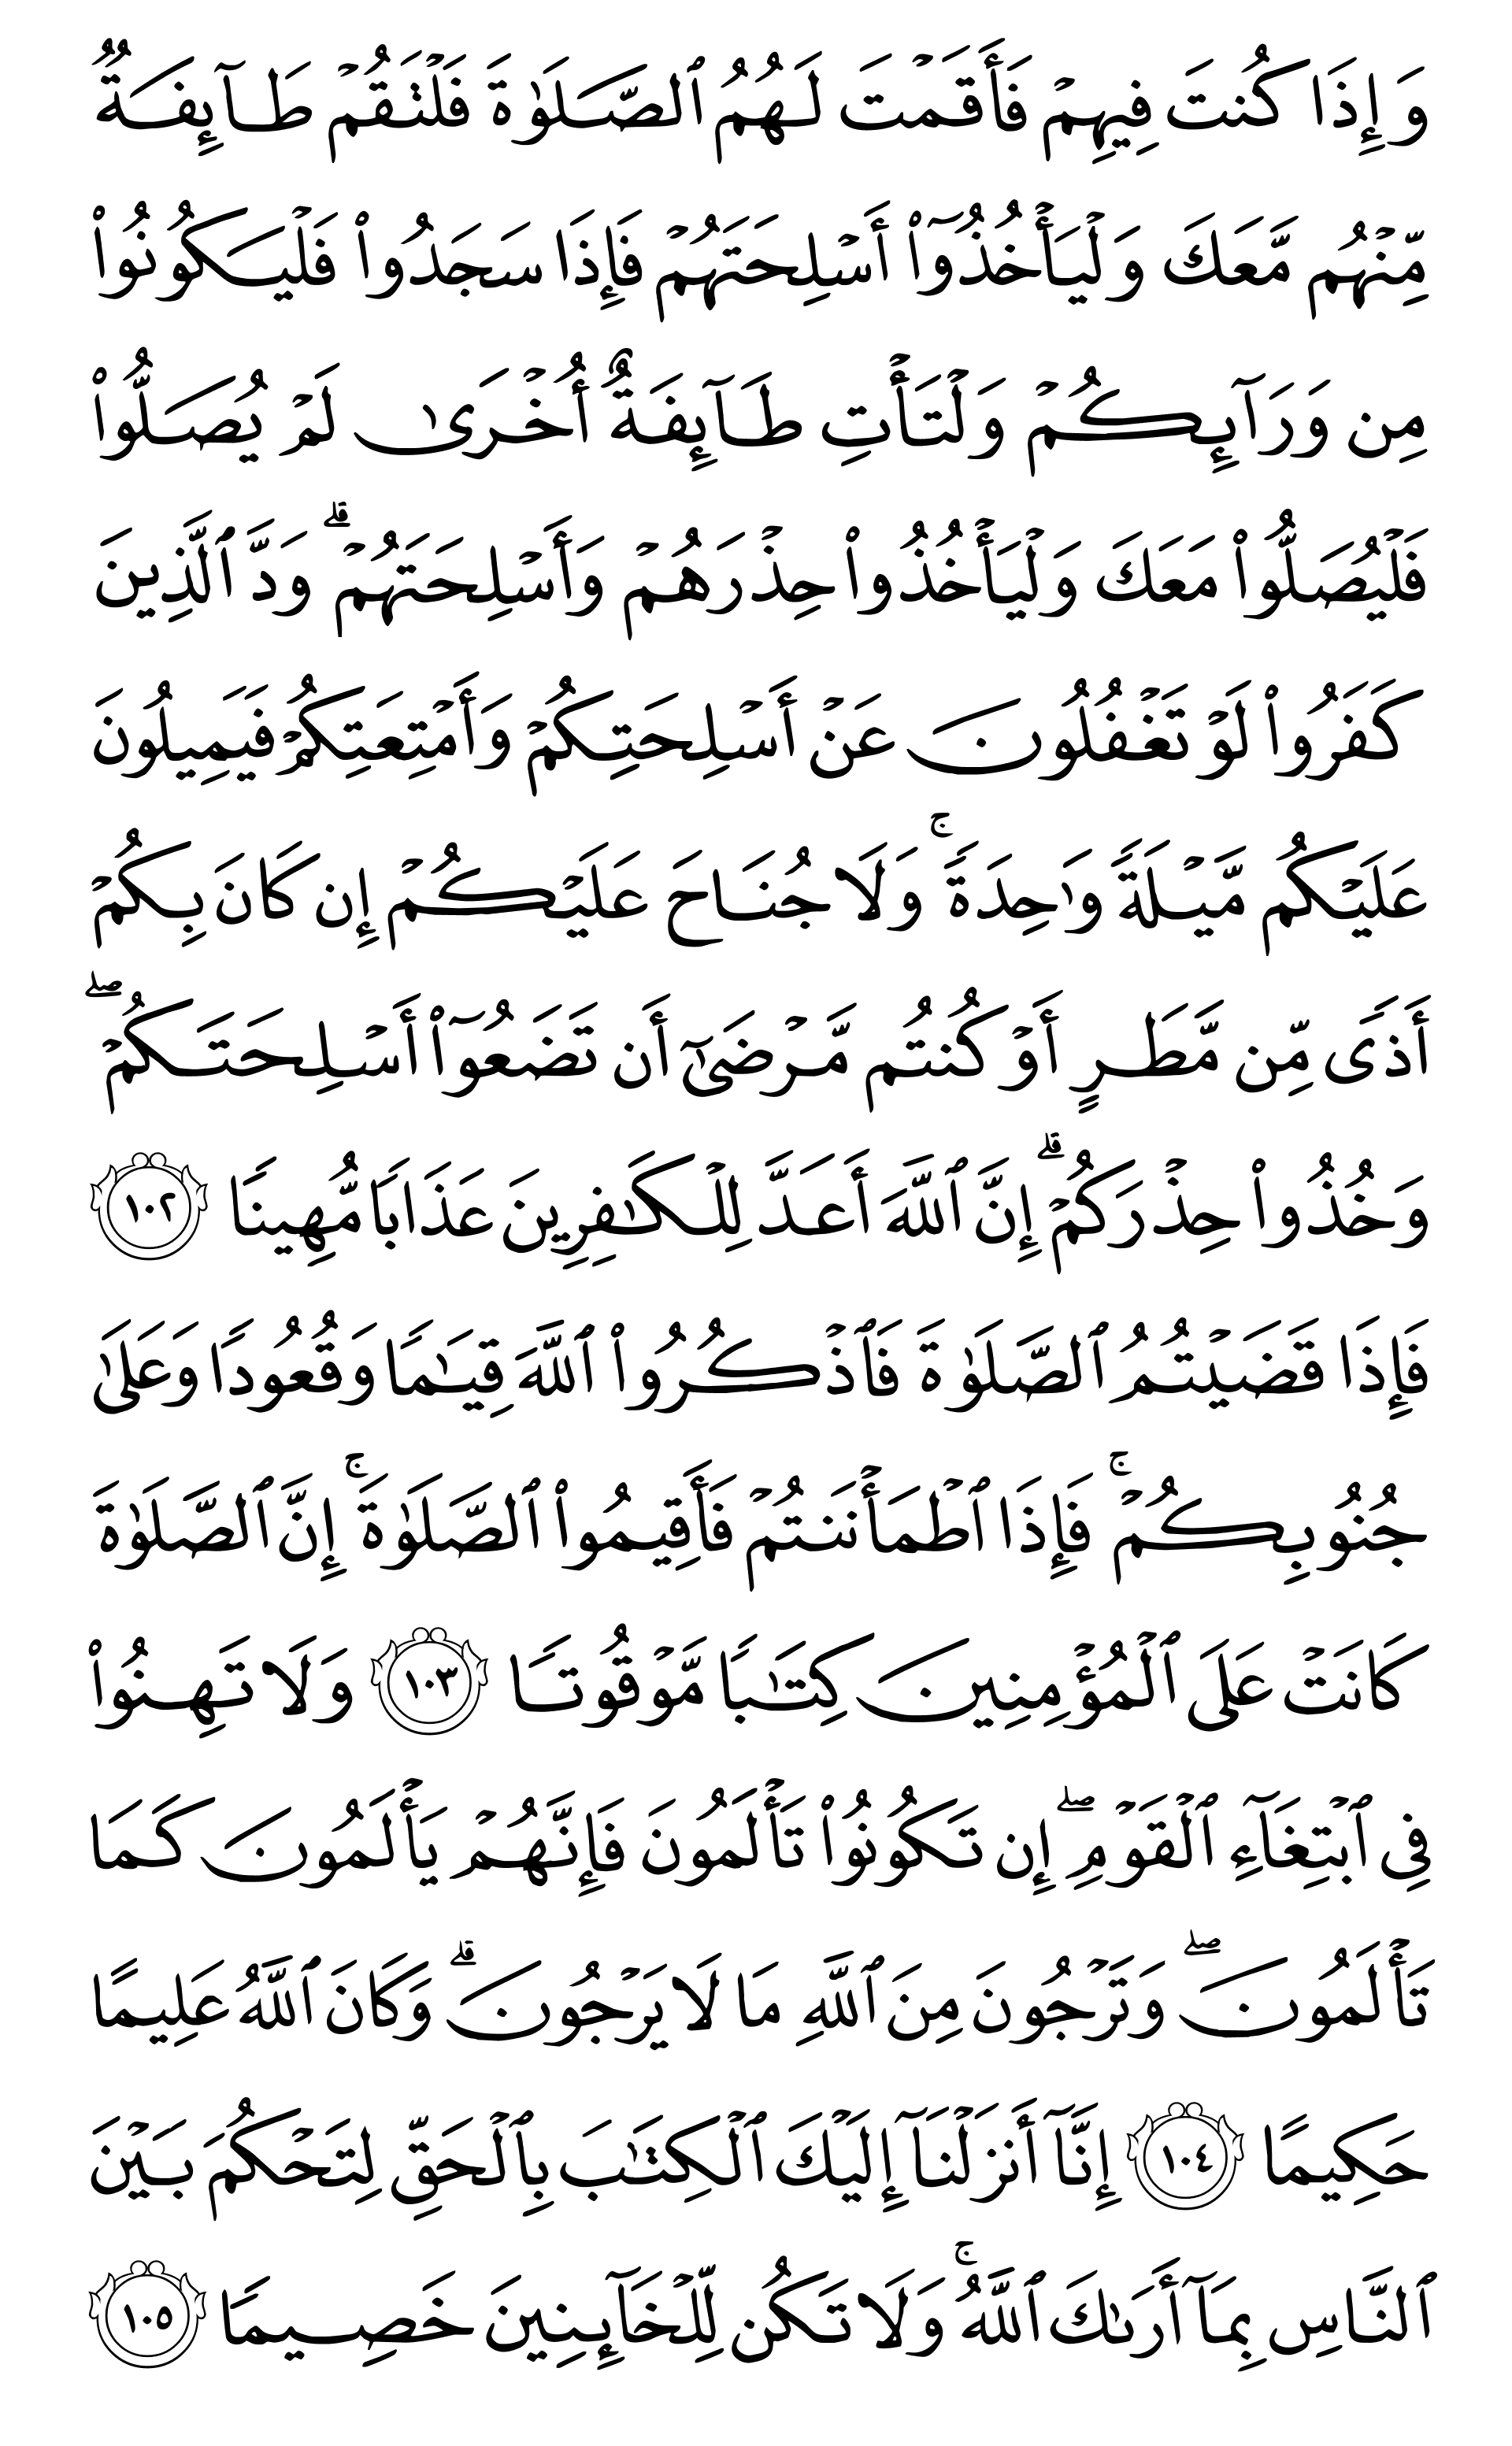 وَإِذَا كُنتَ فِيهِمۡ فَأَقَمۡتَ لَهُمُ ٱلصَّلَوٰةَ فَلۡتَقُمۡ طَآئِفَةٞ
مِّنۡهُم مَّعَكَ وَلۡيَأۡخُذُوٓاْ أَسۡلِحَتَهُمۡ فَإِذَا سَجَدُواْ فَلۡيَكُونُواْ
مِن وَرَآئِكُمۡ وَلۡتَأۡتِ طَآئِفَةٌ أُخۡرَىٰ لَمۡ يُصَلُّواْ
فَلۡيُصَلُّواْ مَعَكَ وَلۡيَأۡخُذُواْ حِذۡرَهُمۡ وَأَسۡلِحَتَهُمۡۗ وَدَّ ٱلَّذِينَ
كَفَرُواْ لَوۡ تَغۡفُلُونَ عَنۡ أَسۡلِحَتِكُمۡ وَأَمۡتِعَتِكُمۡ فَيَمِيلُونَ
عَلَيۡكُم مَّيۡلَةٗ وَٰحِدَةٗۚ وَلَا جُنَاحَ عَلَيۡكُمۡ إِن كَانَ بِكُمۡ
أَذٗى مِّن مَّطَرٍ أَوۡ كُنتُم مَّرۡضَىٰٓ أَن تَضَعُوٓاْ أَسۡلِحَتَكُمۡۖ
وَخُذُواْ حِذۡرَكُمۡۗ إِنَّ ٱللَّهَ أَعَدَّ لِلۡكَٰفِرِينَ عَذَابٗا مُّهِينٗا ١٠٢
فَإِذَا قَضَيۡتُمُ ٱلصَّلَوٰةَ فَٱذۡكُرُواْ ٱللَّهَ قِيَٰمٗا وَقُعُودٗا وَعَلَىٰ
جُنُوبِكُمۡۚ فَإِذَا ٱطۡمَأۡنَنتُمۡ فَأَقِيمُواْ ٱلصَّلَوٰةَۚ إِنَّ ٱلصَّلَوٰةَ
كَانَتۡ عَلَى ٱلۡمُؤۡمِنِينَ كِتَٰبٗا مَّوۡقُوتٗا ١٠٣ وَلَا تَهِنُواْ
فِي ٱبۡتِغَآءِ ٱلۡقَوۡمِۖ إِن تَكُونُواْ تَأۡلَمُونَ فَإِنَّهُمۡ يَأۡلَمُونَ كَمَا
تَأۡلَمُونَۖ وَتَرۡجُونَ مِنَ ٱللَّهِ مَا لَا يَرۡجُونَۗ وَكَانَ ٱللَّهُ عَلِيمًا
حَكِيمًا ١٠٤ إِنَّآ أَنزَلۡنَآ إِلَيۡكَ ٱلۡكِتَٰبَ بِٱلۡحَقِّ لِتَحۡكُمَ بَيۡنَ
ٱلنَّاسِ بِمَآ أَرَىٰكَ ٱللَّهُۚ وَلَا تَكُن لِّلۡخَآئِنِينَ خَصِيمٗا ١٠٥